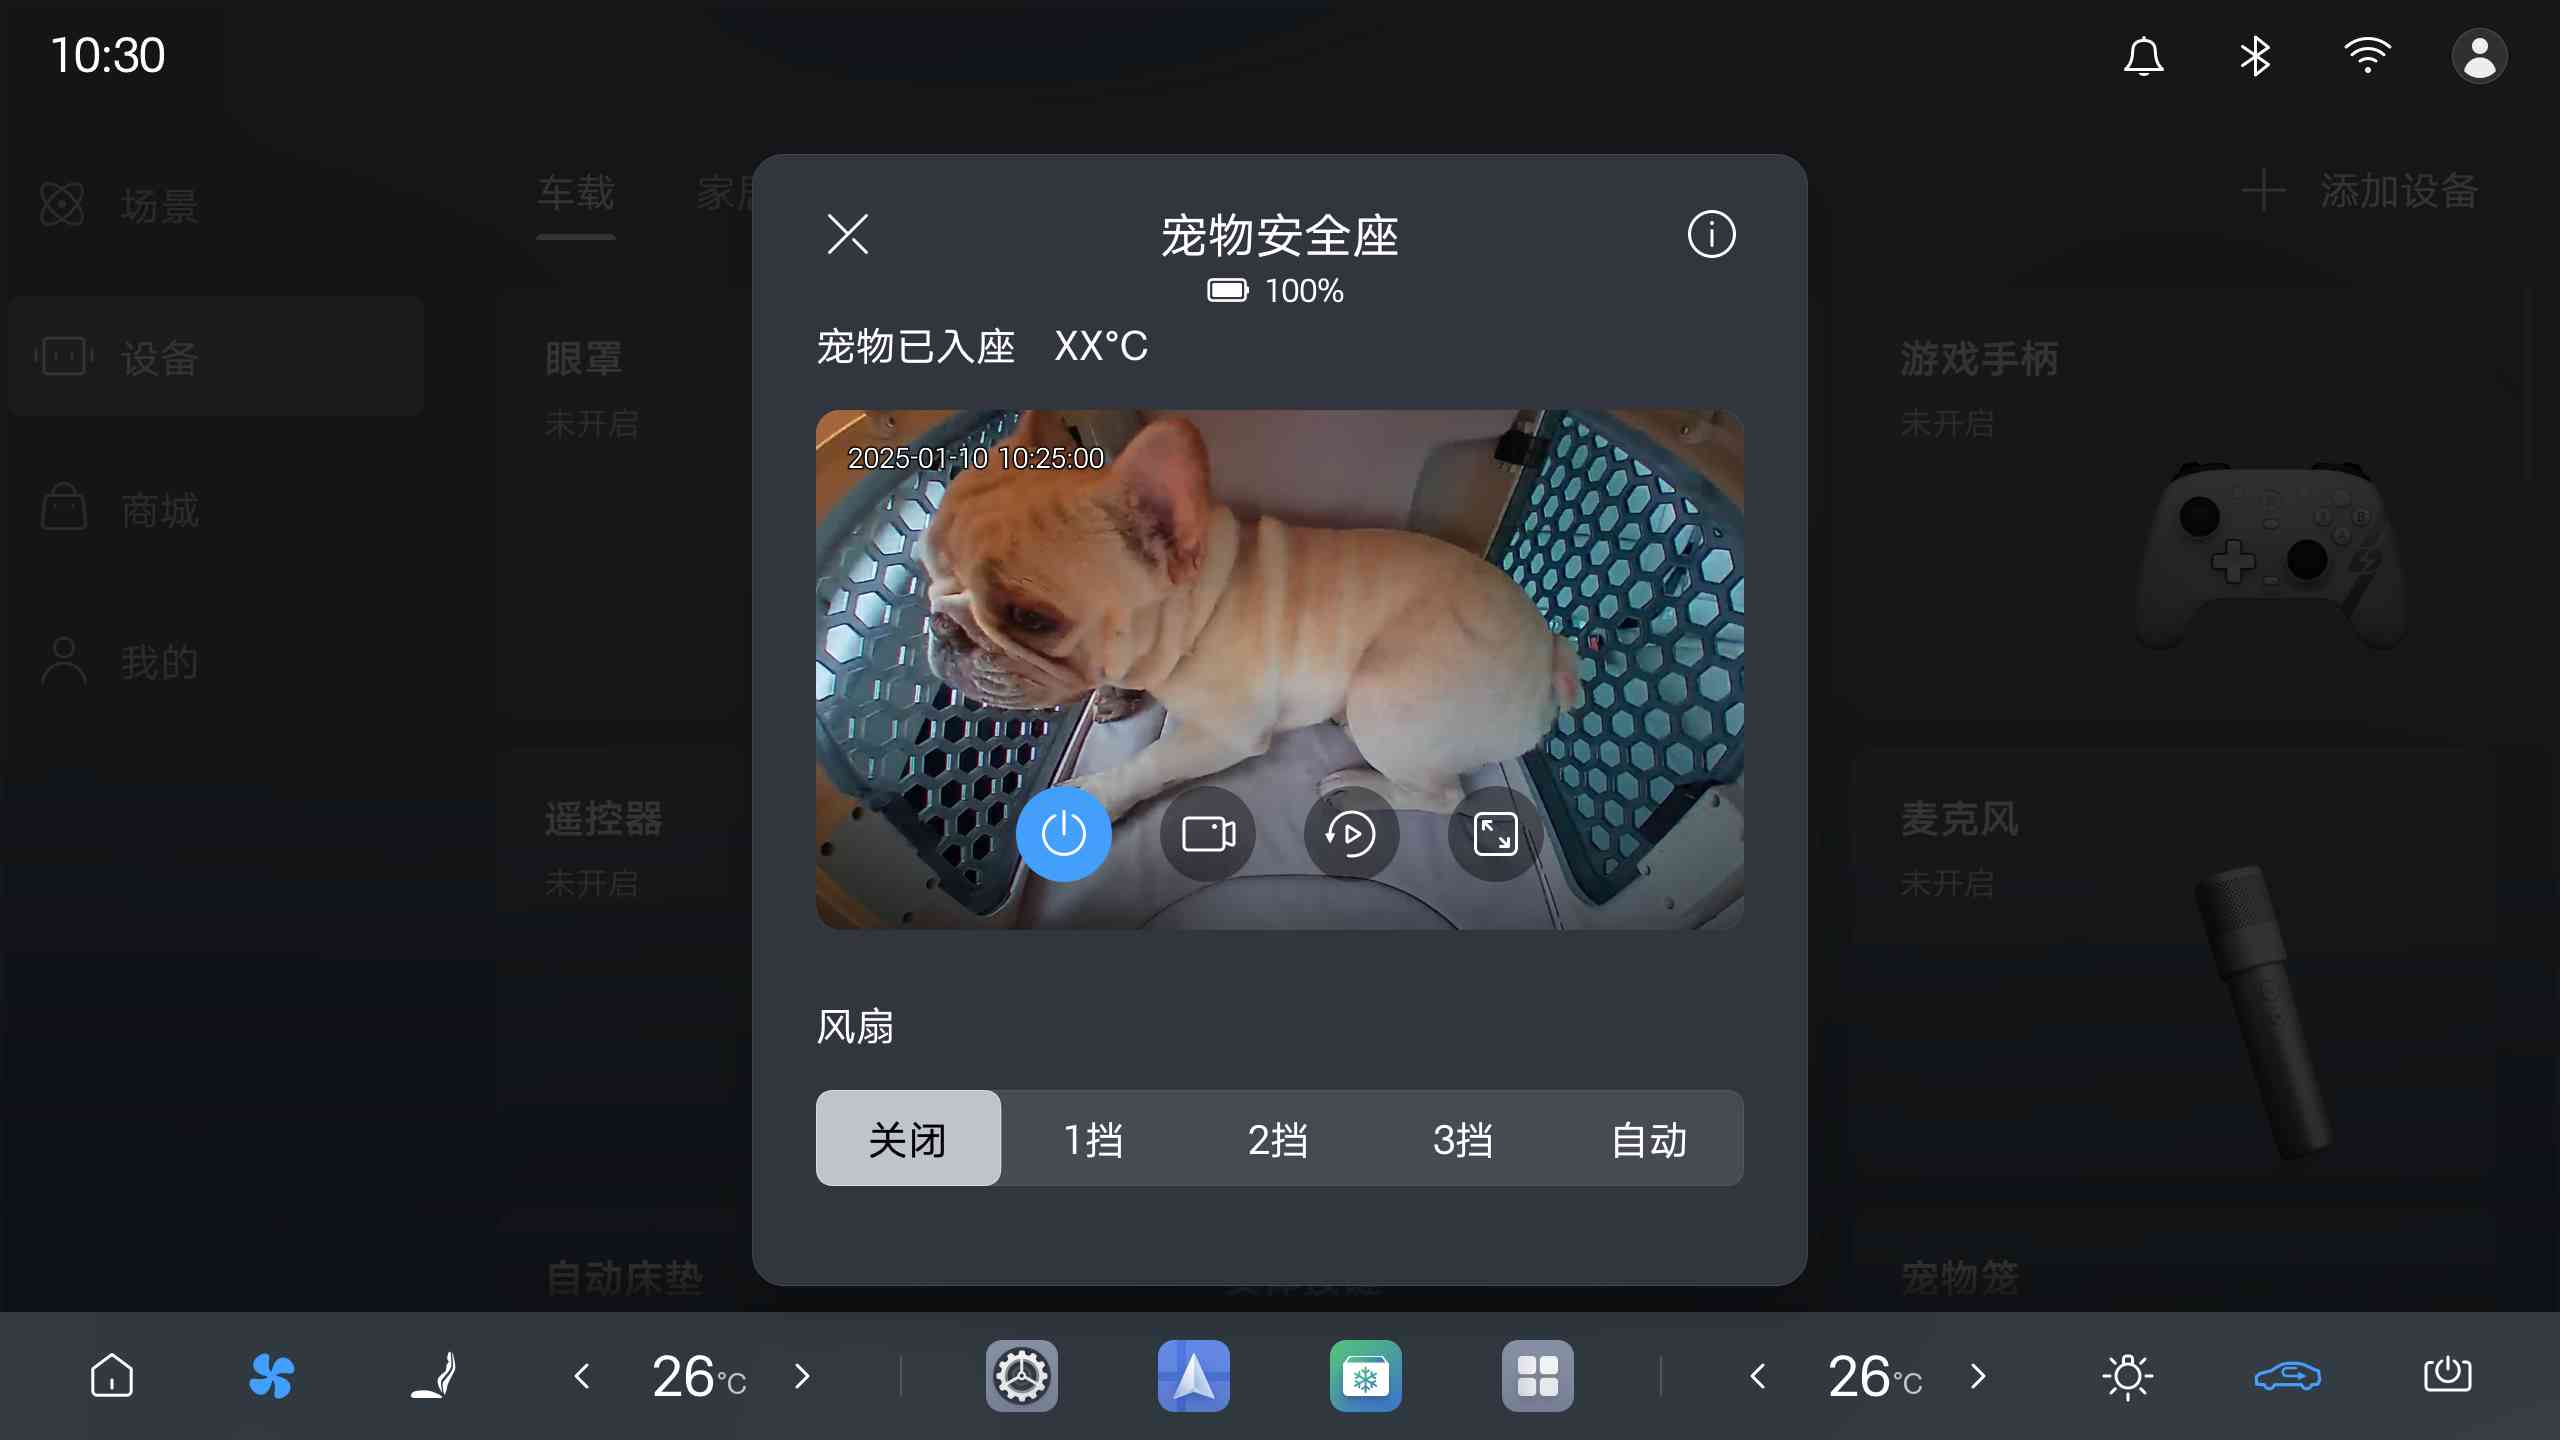 10:30
场景
设备
商城
我的
车载
添加设备
眼罩
未开启
遥控器
未开启
自动床垫
游戏手柄
未开启
麦克风
未开启
宠物笼
宠物安全座
100%
宠物已入座 XX°C
2025-01-10 10:25:00
风扇
关闭 1挡 2挡 3挡 自动
26°C
26°C